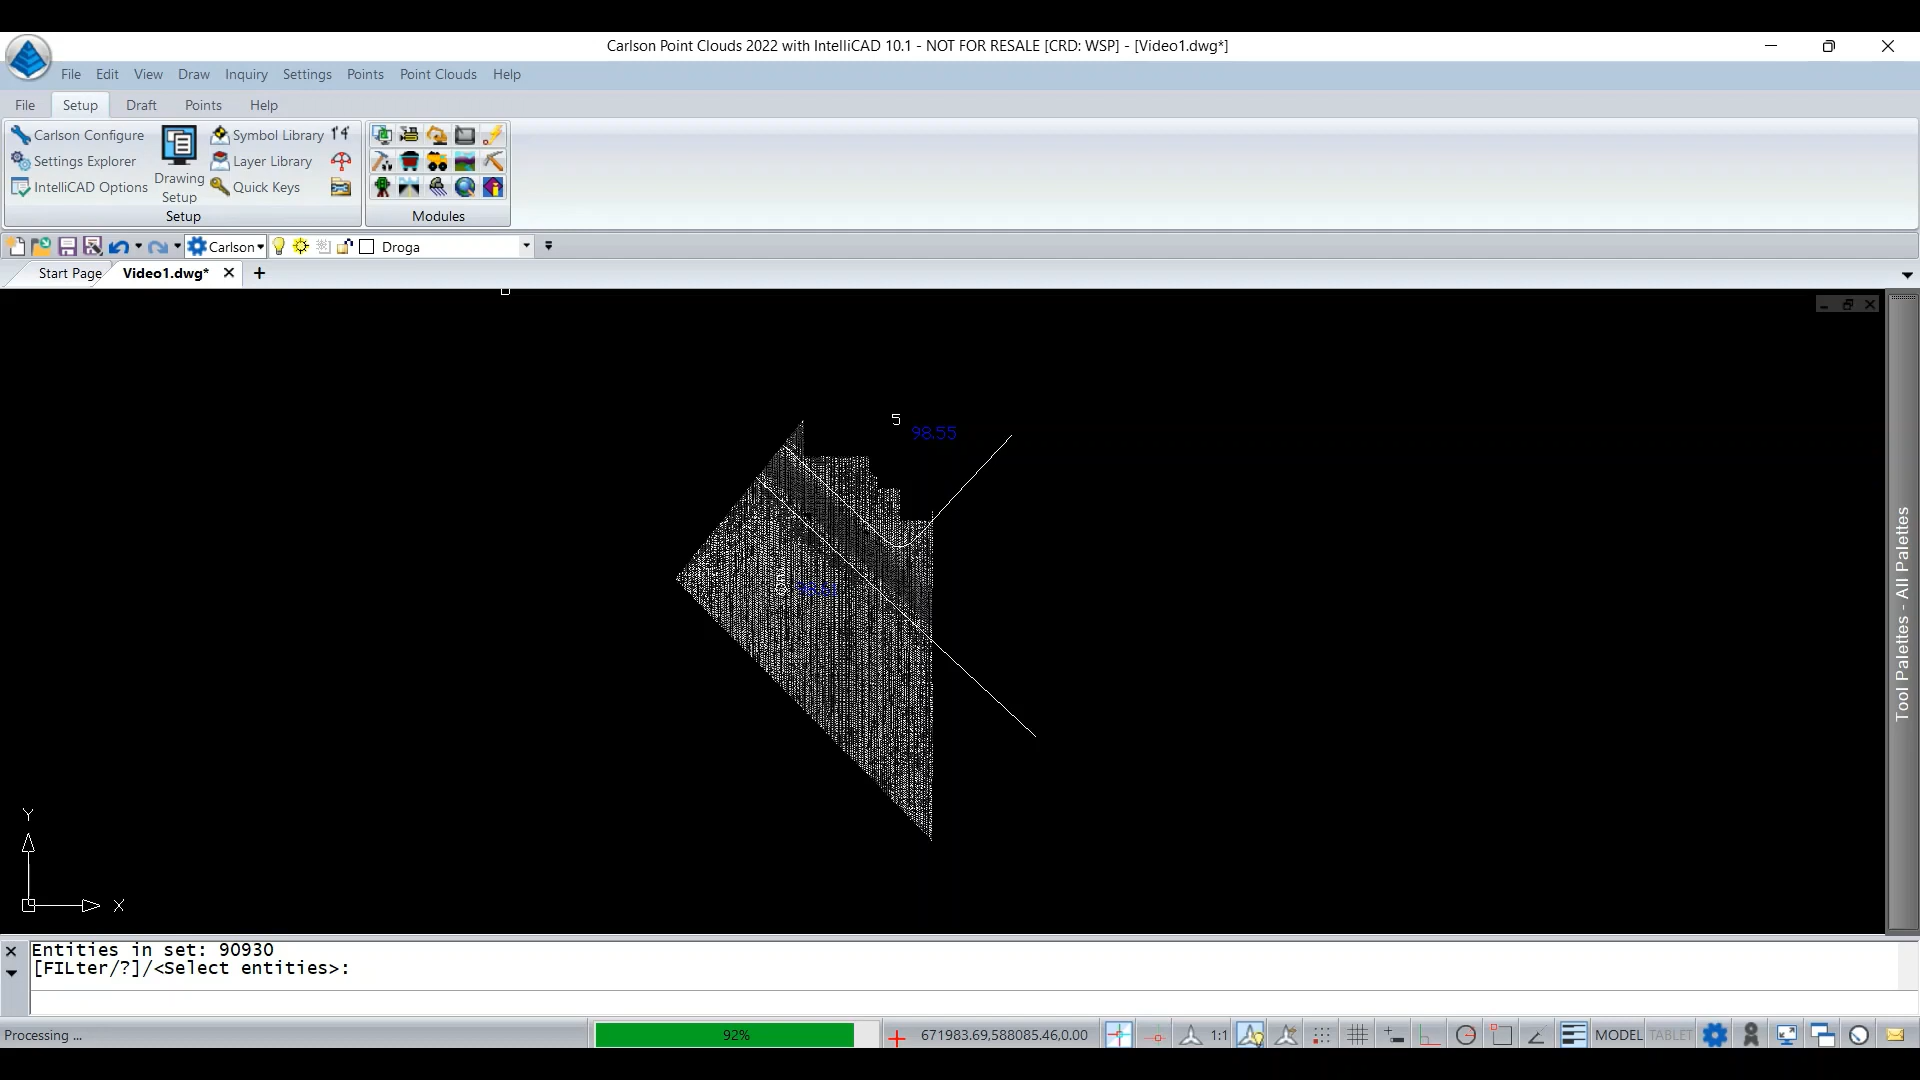 Carlson Point Clouds 2022 with IntelliCAD 10.1 - NOT FOR RESALE [CRD: WSP] - [Video1.dwg*]
File Edit View Draw Inquiry Settings Points Point Clouds Help
File Setup Draft Points Help
Carlson Configure
Settings Explorer
IntelliCAD Options
Drawing
Setup
Symbol Library
Layer Library
Quick Keys
Setup
Modules
Carlson Droga
Start Page Video1.dwg*
5
98.55
Tool Palettes - All Palettes
Y
X
Entities in set: 90930
[FILter/?]/<Select entities>:
Processing ... 92% 671983.69,588085.46,0.00 1:1 MODEL TABLET